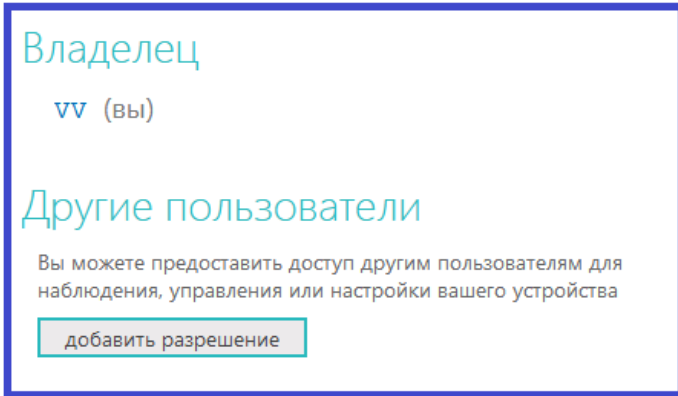 Владелец
vv (вы)
Другие пользователи
Вы можете предоставить доступ другим пользователям для
наблюдения, управления или настройки вашего устройства
добавить разрешение